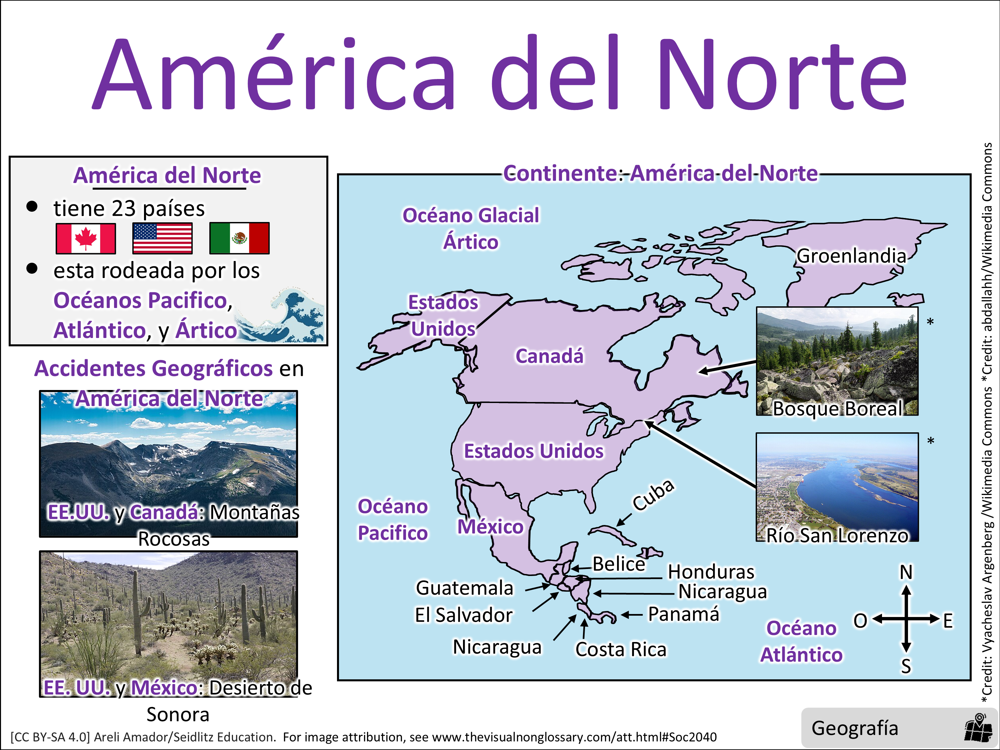 América del Norte
América del Norte
• tiene 23 países
• esta rodeada por los
Océanos Pacifico,
Atlántico, y Ártico
Accidentes Geográficos en
América del Norte
EE.UU. y Canadá: Montañas
Rocosas
EE. UU. y México: Desierto de
Sonora
Continente: América del Norte
Océano Glacial
Ártico
Groenlandia
Estados
Unidos
Canadá
*
Bosque Boreal
Estados Unidos
*
Río San Lorenzo
Cuba
Océano
Pacifico
México
Belice
Honduras
Guatemala
Nicaragua
El Salvador
Panamá
Nicaragua
Costa Rica
Océano
Atlántico
N
O
E
S
*Credit: Vyacheslav Argenberg /Wikimedia Commons *Credit: abdallahh/Wikimedia Commons
Geografía
[CC BY-SA 4.0] Areli Amador/Seidlitz Education. For image attribution, see www.thevisualnonglossary.com/att.html#Soc2040